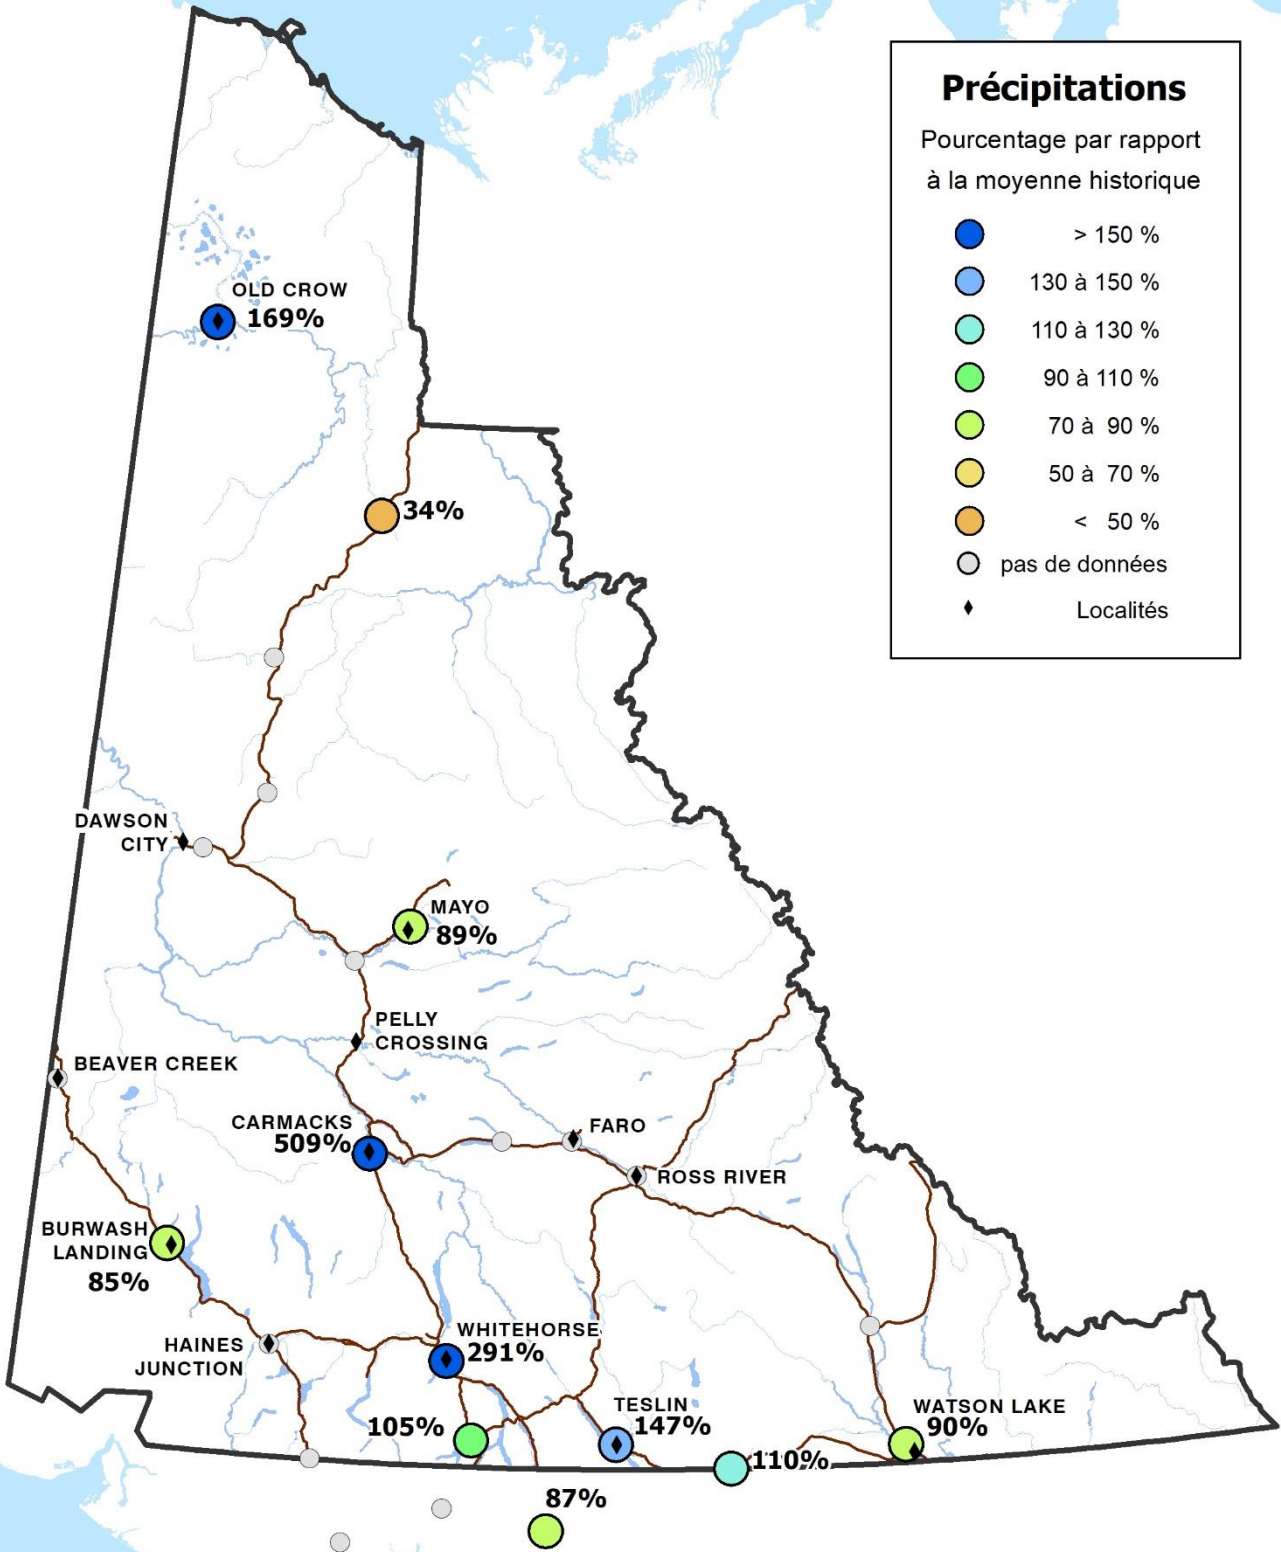 Précipitations
Pourcentage par rapport
à la moyenne historique
> 150 %
130 à 150 %
110 à 130 %
90 à 110 %
70 à 90 %
50 à 70 %
< 50 %
pas de données
Localités
OLD CROW
169%
34%
DAWSON
CITY
MAYO
89%
PELLY
CROSSING
BEAVER CREEK
CARMACKS
509%
FARO
ROSS RIVER
BURWASH
LANDING
85%
HAINES
JUNCTION
WHITEHORSE
291%
105%
TESLIN
147%
WATSON LAKE
90%
110%
87%